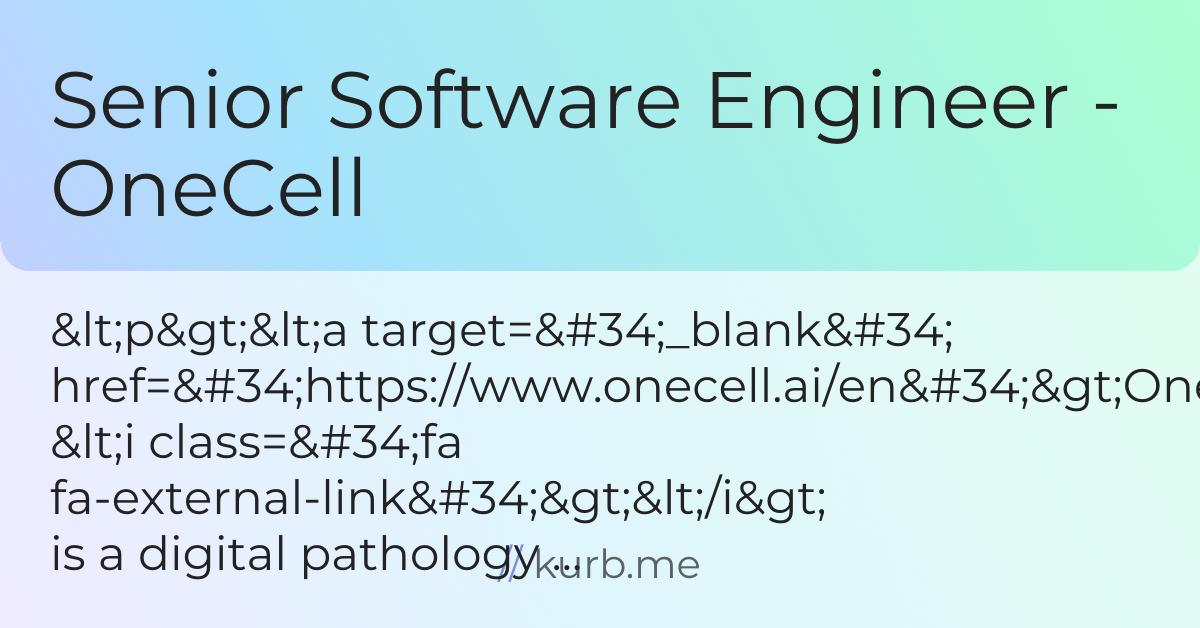 Senior Software Engineer -
OneCell
&lt;p&gt;&lt;a target=&#34;_blank&#34;
href=&#34;https://www.onecell.ai/en&#34;&gt;One
&lt;i class=&#34;fa
fa-external-link&#34;&gt;&lt;/i&gt;
is a digital pathology ...
// kurb.me